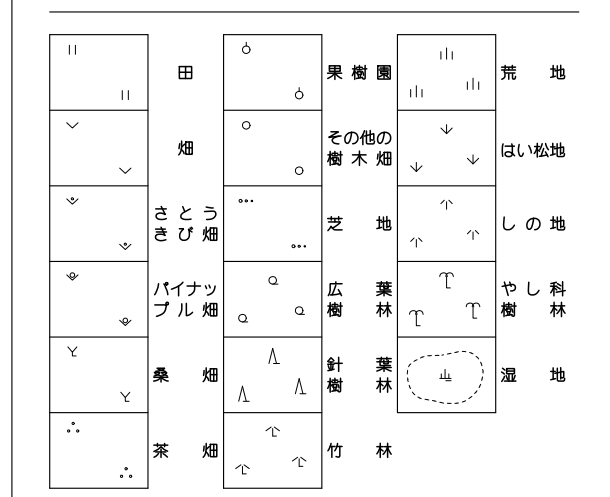 田
畑
さとう
きび畑
パイナッ
プル畑
桑畑
茶畑
果樹園
その他の
樹木畑
芝地
広葉
樹林
針葉
樹林
竹林
荒地
はい松地
しの地
やし科
樹林
湿地